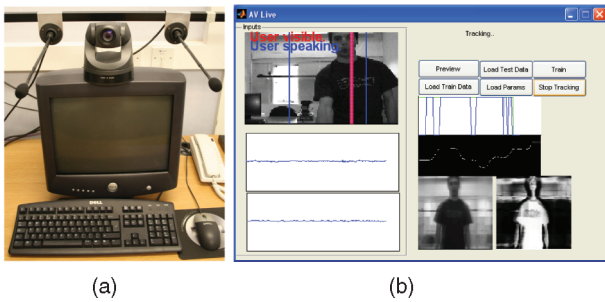 DELL
AV Live
Inputs
User visible.
User speaking.
Tracking..
Preview
Load Test Data
Train
Load Train Data
Load Params
Stop Tracking
(a)
(b)